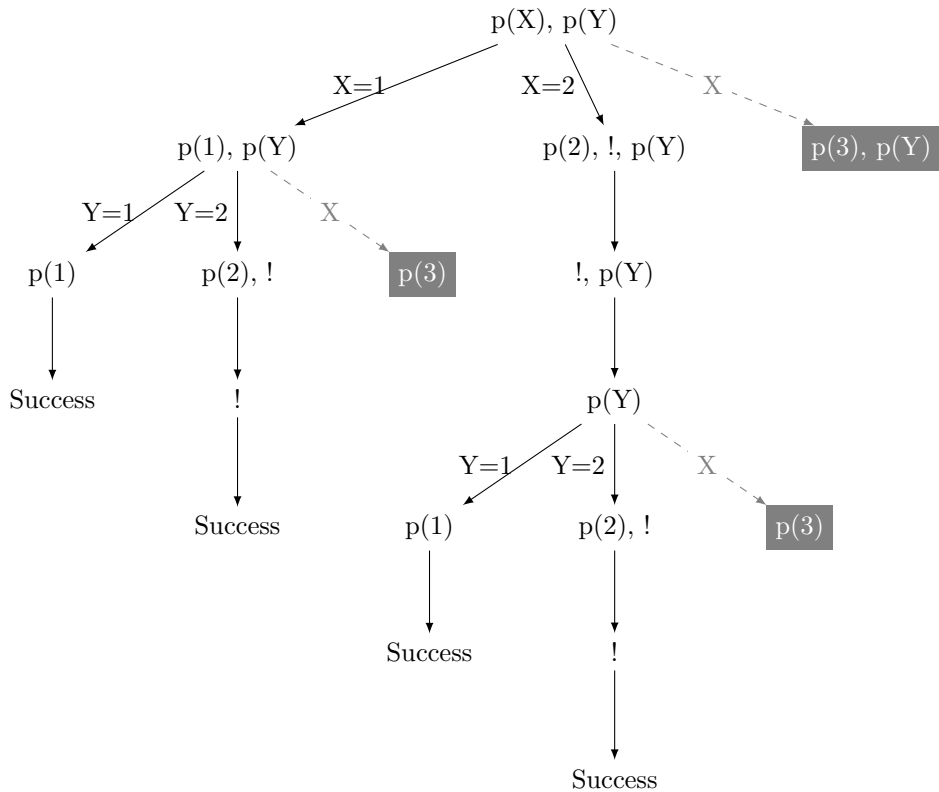 p(X), p(Y)
X=1
X=2
X
p(1), p(Y)
p(2), !, p(Y)
p(3), p(Y)
Y=1
Y=2
X
p(1)
p(2), !
p(3)
!, p(Y)
Success
!
p(Y)
Y=1
Y=2
X
Success
p(1)
p(2), !
p(3)
Success
!
Success